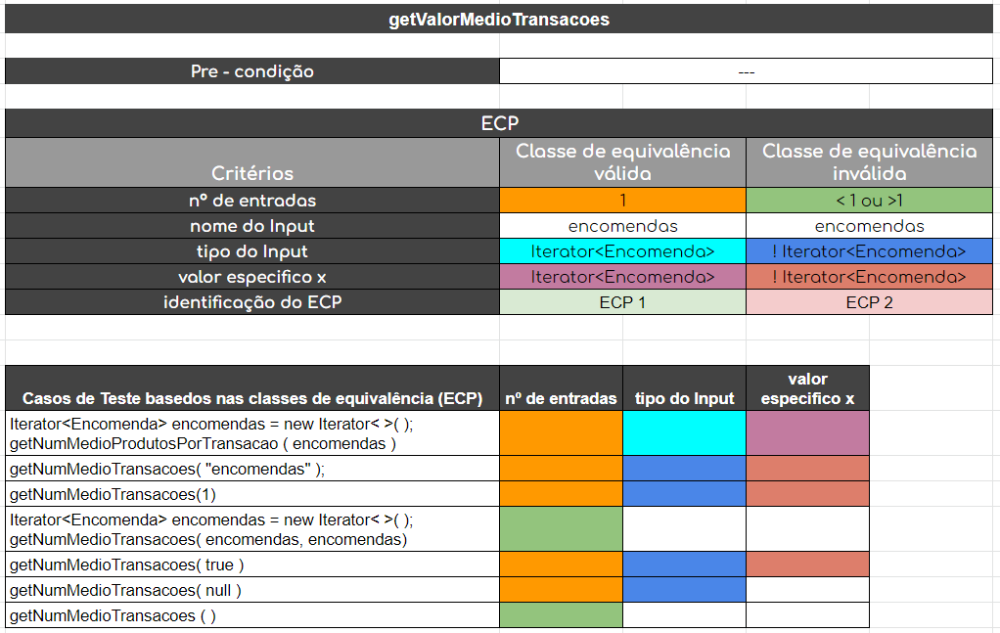 getValorMedioTransacoes
Pre - condição ---
ECP
Critérios Classe de equivalência válida Classe de equivalência inválida
nº de entradas 1 < 1 ou >1
nome do Input encomendas encomendas
tipo do Input Iterator<Encomenda> ! Iterator<Encomenda>
valor especifico x Iterator<Encomenda> ! Iterator<Encomenda>
identificação do ECP ECP 1 ECP 2
Casos de Teste basedos nas classes de equivalência (ECP) nº de entradas tipo do Input valor especifico x
Iterator<Encomenda> encomendas = new Iterator< >( );
getNumMedioProdutosPorTransacao ( encomendas )
getNumMedioTransacoes( "encomendas" );
getNumMedioTransacoes(1)
Iterator<Encomenda> encomendas = new Iterator< >( );
getNumMedioTransacoes( encomendas, encomendas)
getNumMedioTransacoes( true )
getNumMedioTransacoes( null )
getNumMedioTransacoes ( )